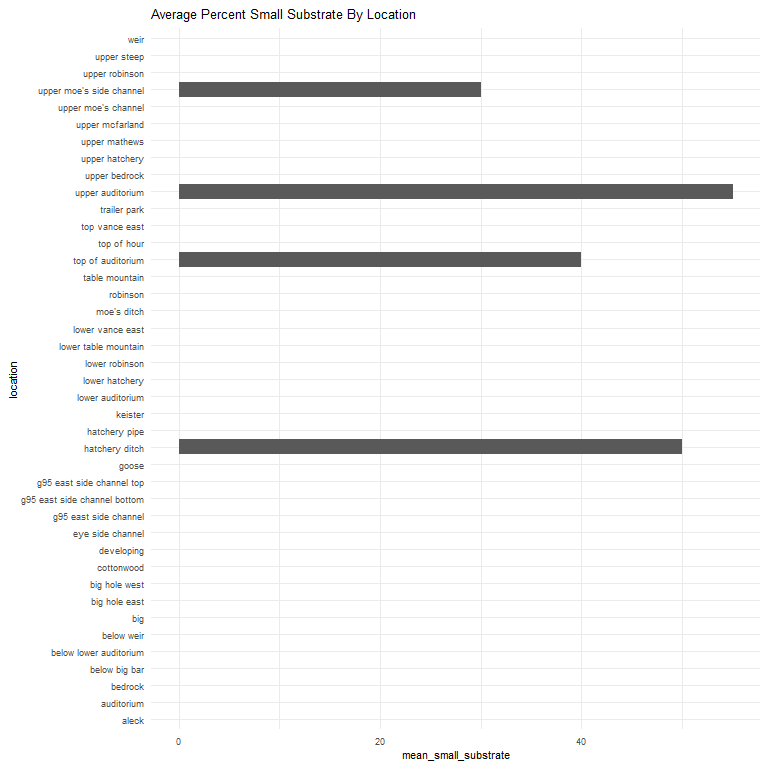 Average Percent Small Substrate By Location
weir
upper steep
upper robinson
upper moe's side channel
upper moe's channel
upper mcfarland
upper mathews
upper hatchery
upper bedrock
upper auditorium
trailer park
top vance east
top of hour
top of auditorium
table mountain
robinson
moe's ditch
lower vance east
lower table mountain
lower robinson
lower hatchery
lower auditorium
keister
hatchery pipe
hatchery ditch
goose
g95 east side channel top
g95 east side channel bottom
g95 east side channel
eye side channel
developing
cottonwood
big hole west
big hole east
big
below weir
below lower auditorium
below big bar
bedrock
auditorium
aleck
location
0 20 40
mean_small_substrate